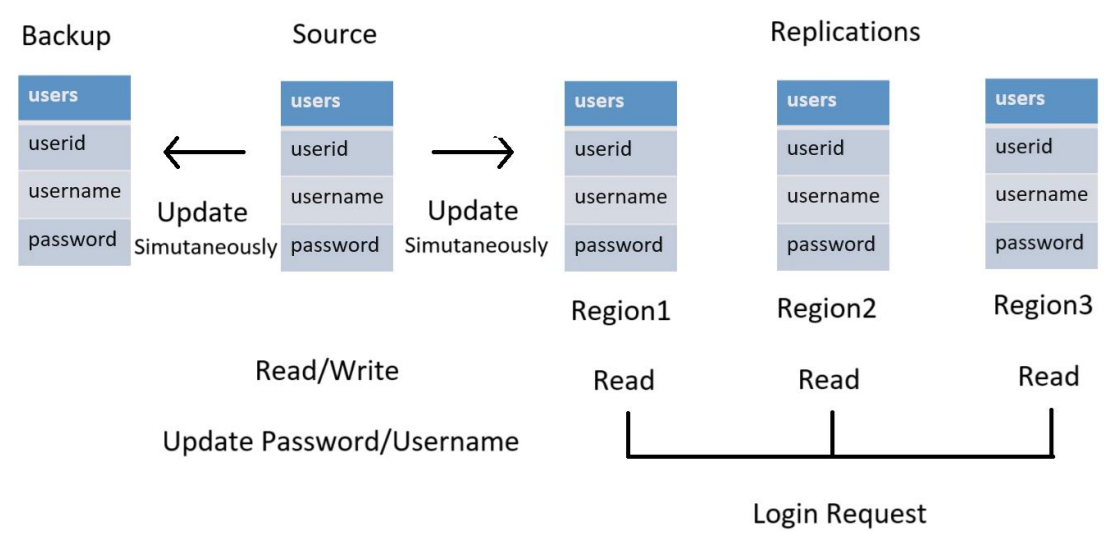 Backup
Source
Replications
users
userid
username
password
Update
Simutaneously
users
userid
username
password
Update
Simutaneously
users
userid
username
password
users
userid
username
password
users
userid
username
password
Region1
Region2
Region3
Read/Write
Read
Read
Read
Update Password/Username
Login Request